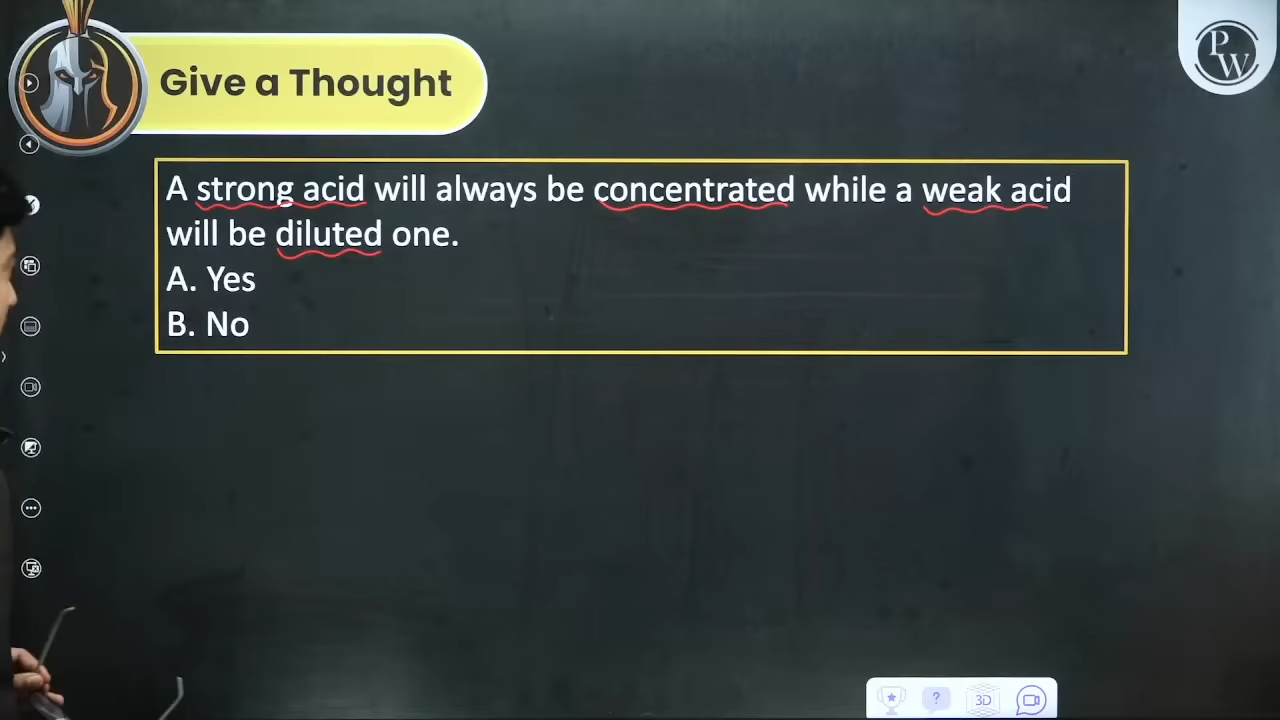 Give a Thought
PW
A strong acid will always be concentrated while a weak acid
will be diluted one.
A. Yes
B. No
?
3D